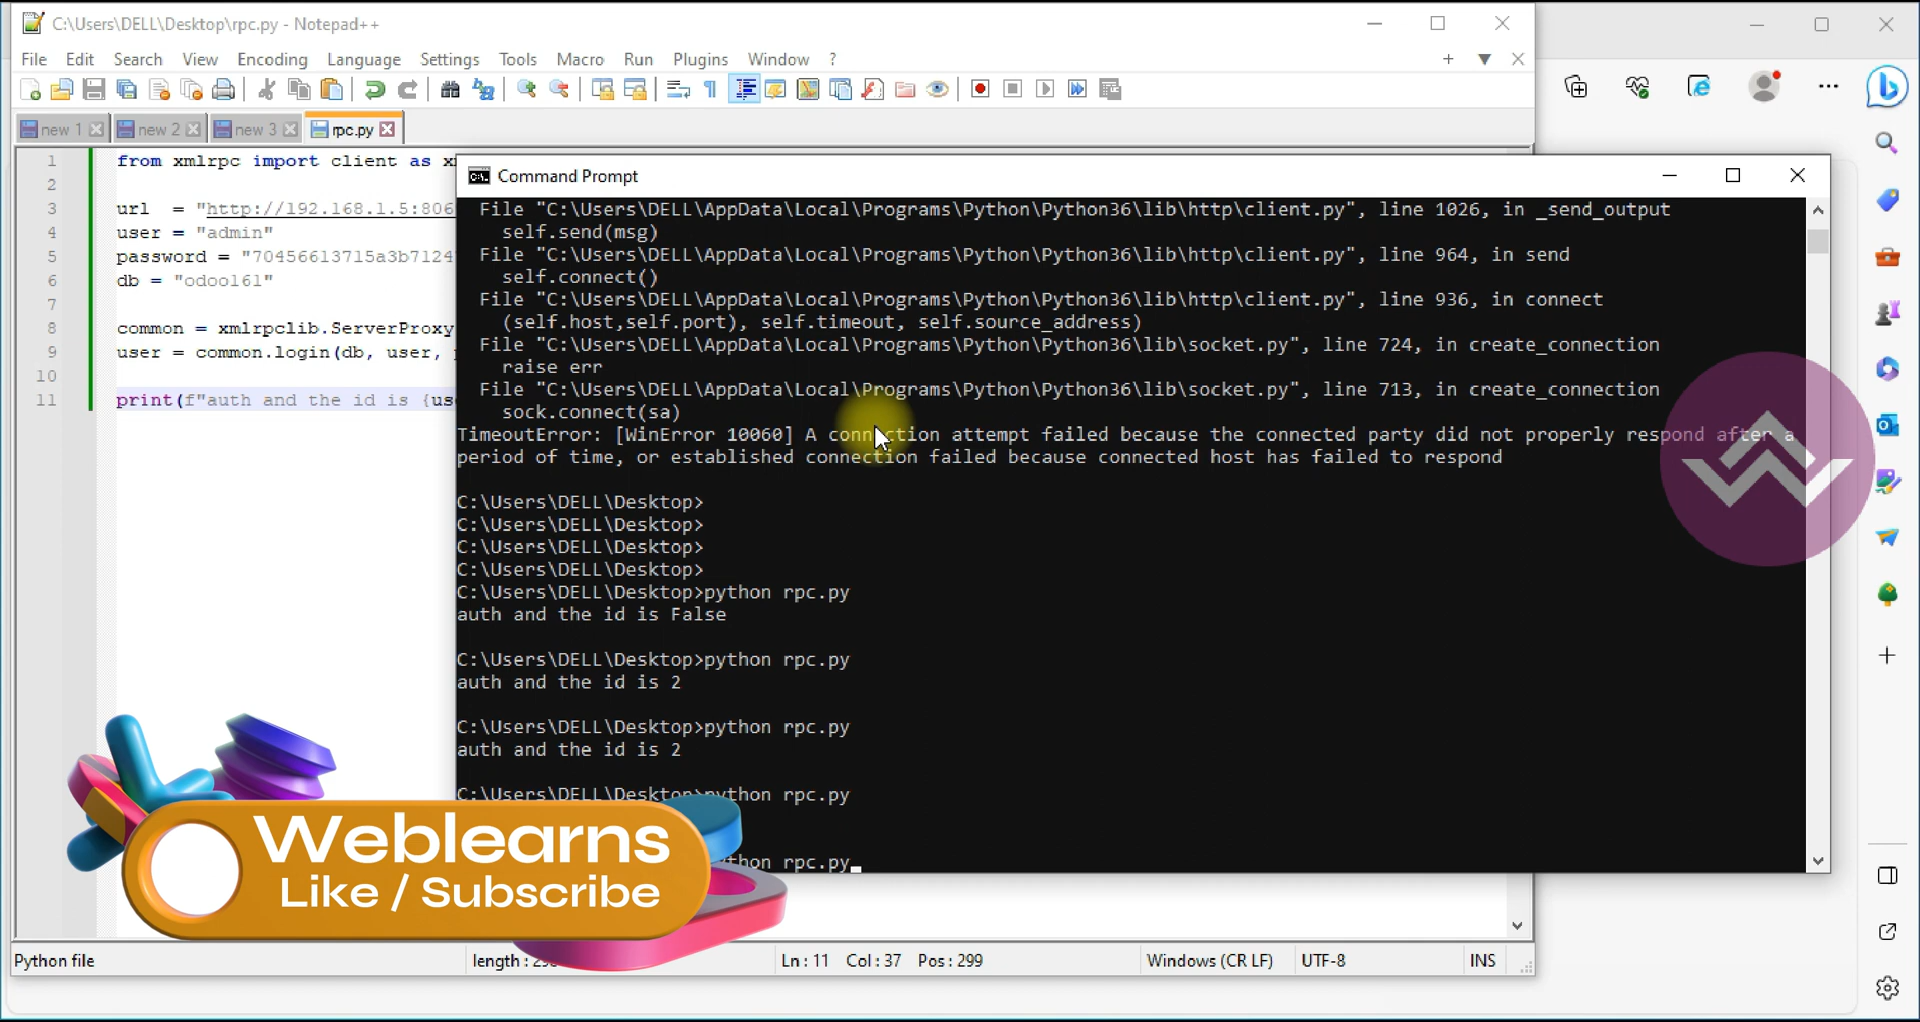 C:\Users\DELL\Desktop\rpc.py - Notepad++
File Edit Search View Encoding Language Settings Tools Macro Run Plugins Window ?
new 1 new 2 new 3 rpc.py
1 from xmlrpc import client as
2
3 url = "http://192.168.1.5:806
4 user = "admin"
5 password = "70456613715a3b7124
6 db = "odoo161"
7
8 common = xmlrpclib.ServerProxy
9 user = common.login(db, user,
10
11 print(f"auth and the id is {us
Command Prompt
File "C:\Users\DELL\AppData\Local\Programs\Python\Python36\lib\http\client.py", line 1026, in _send_output
self.send(msg)
File "C:\Users\DELL\AppData\Local\Programs\Python\Python36\lib\http\client.py", line 964, in send
self.connect()
File "C:\Users\DELL\AppData\Local\Programs\Python\Python36\lib\http\client.py", line 936, in connect
(self.host,self.port), self.timeout, self.source_address)
File "C:\Users\DELL\AppData\Local\Programs\Python\Python36\lib\socket.py", line 724, in create_connection
raise err
File "C:\Users\DELL\AppData\Local\Programs\Python\Python36\lib\socket.py", line 713, in create_connection
sock.connect(sa)
TimeoutError: [WinError 10060] A connection attempt failed because the connected party did not properly respond after a
period of time, or established connection failed because connected host has failed to respond
C:\Users\DELL\Desktop>
C:\Users\DELL\Desktop>
C:\Users\DELL\Desktop>
C:\Users\DELL\Desktop>
C:\Users\DELL\Desktop>python rpc.py
auth and the id is False
C:\Users\DELL\Desktop>python rpc.py
auth and the id is 2
C:\Users\DELL\Desktop>python rpc.py
auth and the id is 2
C:\Users\DELL\Desktop>python rpc.py
thon rpc.py
Weblearns
Like / Subscribe
Python file length : Ln : 11 Col : 37 Pos : 299 Windows (CR LF) UTF-8 INS